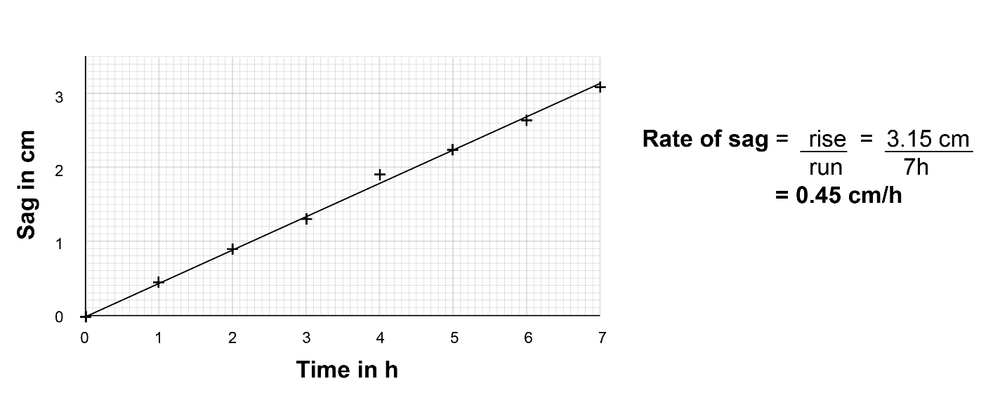 3
2
1
0
Sag in cm
0 1 2 3 4 5 6 7
Time in h
Rate of sag = rise = 3.15 cm
run 7h
= 0.45 cm/h